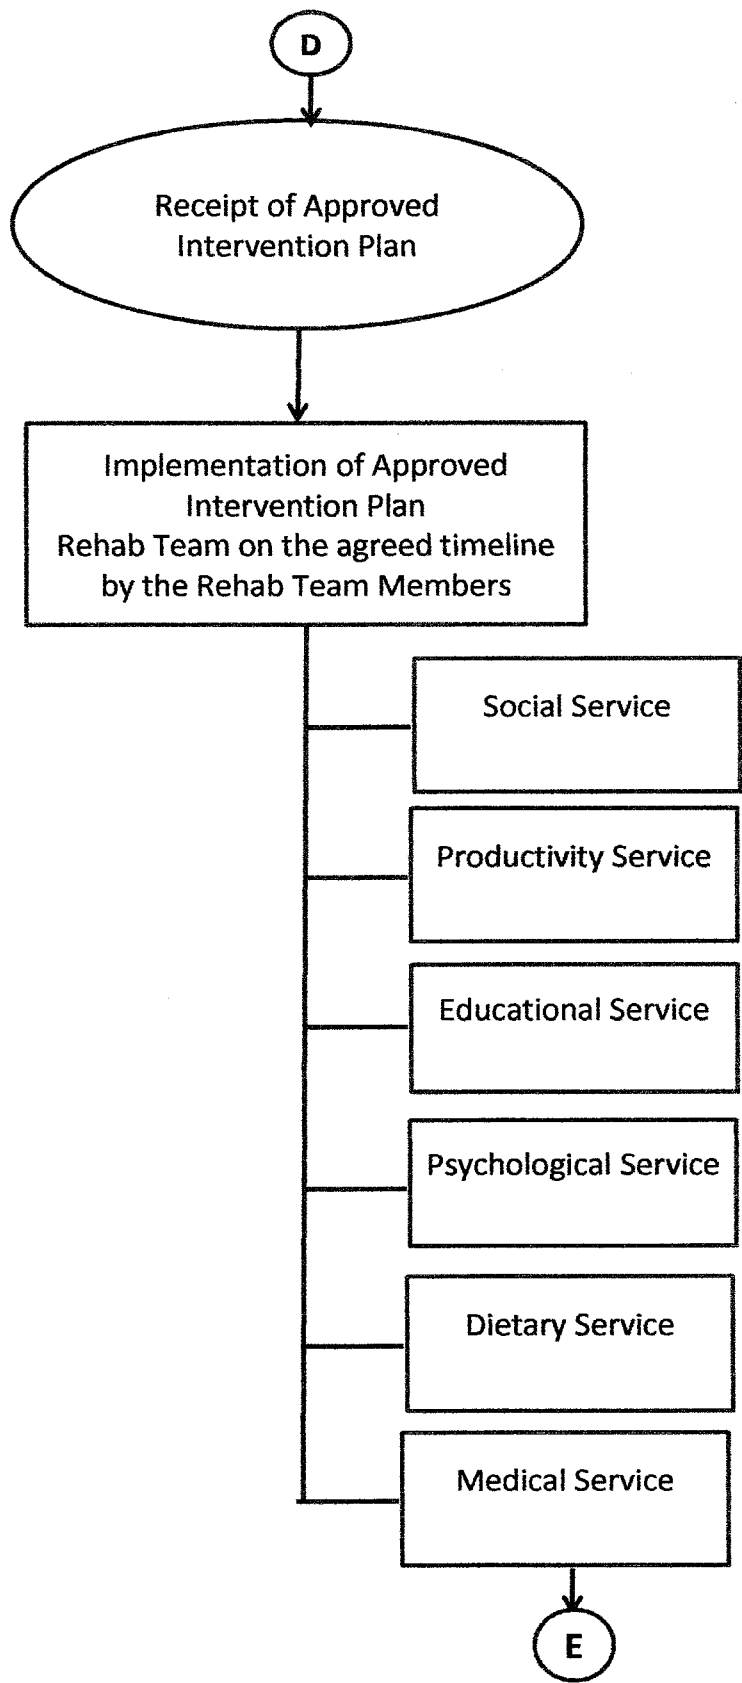 D
Receipt of Approved
Intervention Plan
Implementation of Approved
Intervention Plan
Rehab Team on the agreed timeline
by the Rehab Team Members
Social Service
Productivity Service
Educational Service
Psychological Service
Dietary Service
Medical Service
E